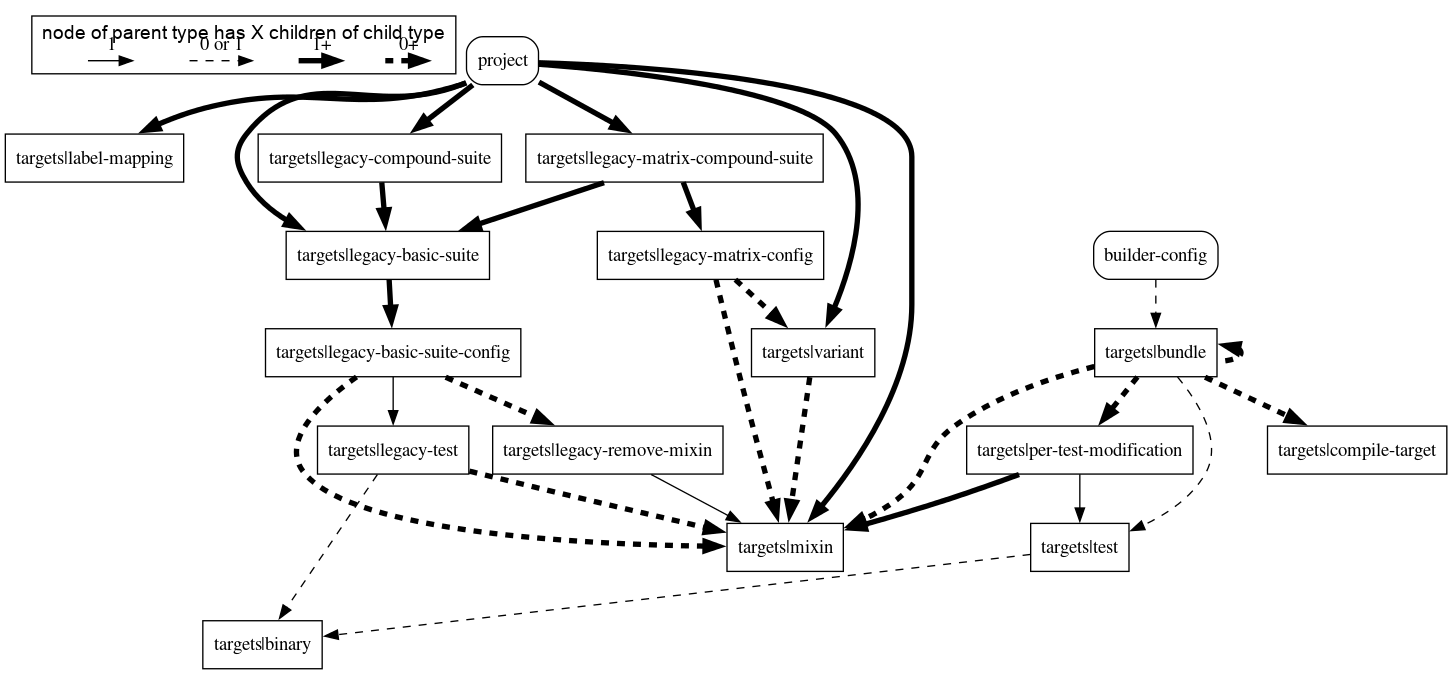 node of parent type has X children of child type
1
0 or 1
1+
0+
project
targets|label-mapping
targets|legacy-compound-suite
targets|legacy-matrix-compound-suite
targets|legacy-basic-suite
targets|legacy-matrix-config
builder-config
targets|legacy-basic-suite-config
targets|variant
targets|bundle
targets|legacy-test
targets|legacy-remove-mixin
targets|per-test-modification
targets|compile-target
targets|mixin
targets|test
targets|binary